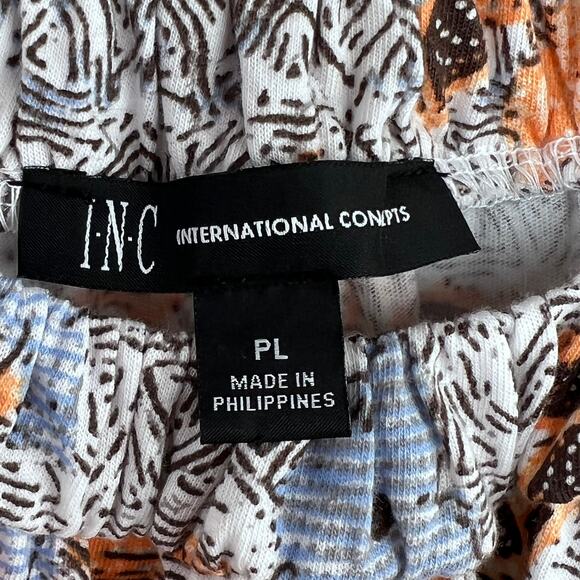 I·N·C INTERNATIONAL CONCEPTS
PL
MADE IN
PHILIPPINES